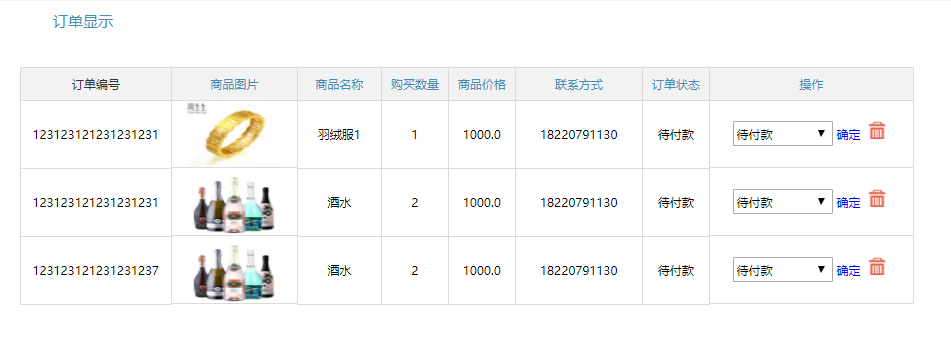 订单显示
订单编号 商品图片 商品名称 购买数量 商品价格 联系方式 订单状态 操作
123123121231231231 羽绒服1 1 1000.0 18220791130 待付款 待付款 确定
123123121231231231 酒水 2 1000.0 18220791130 待付款 待付款 确定
123123121231231237 酒水 2 1000.0 18220791130 待付款 待付款 确定